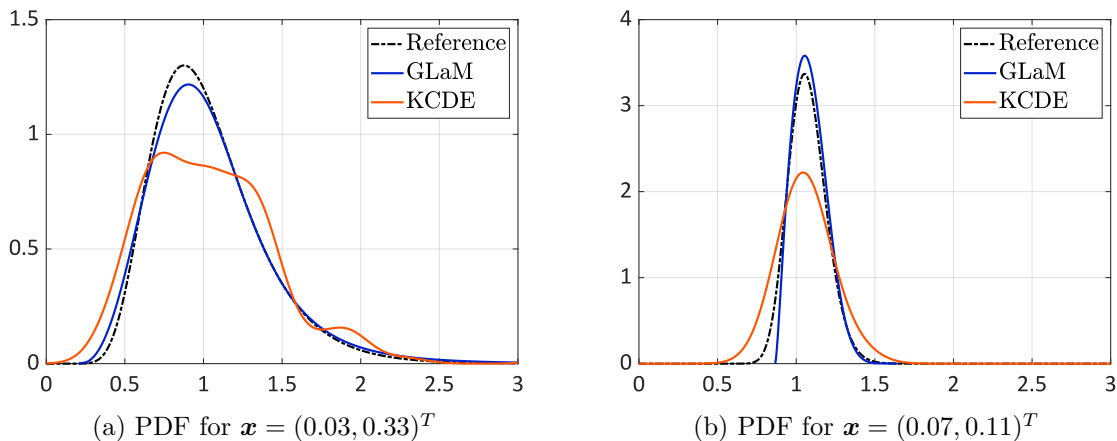 1.5
1
0.5
0
0 0.5 1 1.5 2 2.5 3
Reference
GLaM
KCDE
(a) PDF for x = (0.03, 0.33)^T
4
3
2
1
0
0 0.5 1 1.5 2 2.5 3
Reference
GLaM
KCDE
(b) PDF for x = (0.07, 0.11)^T